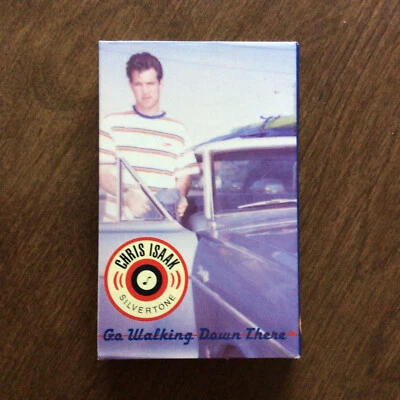 CHRIS ISAAK
SILVERTONE
Go Walking Down There